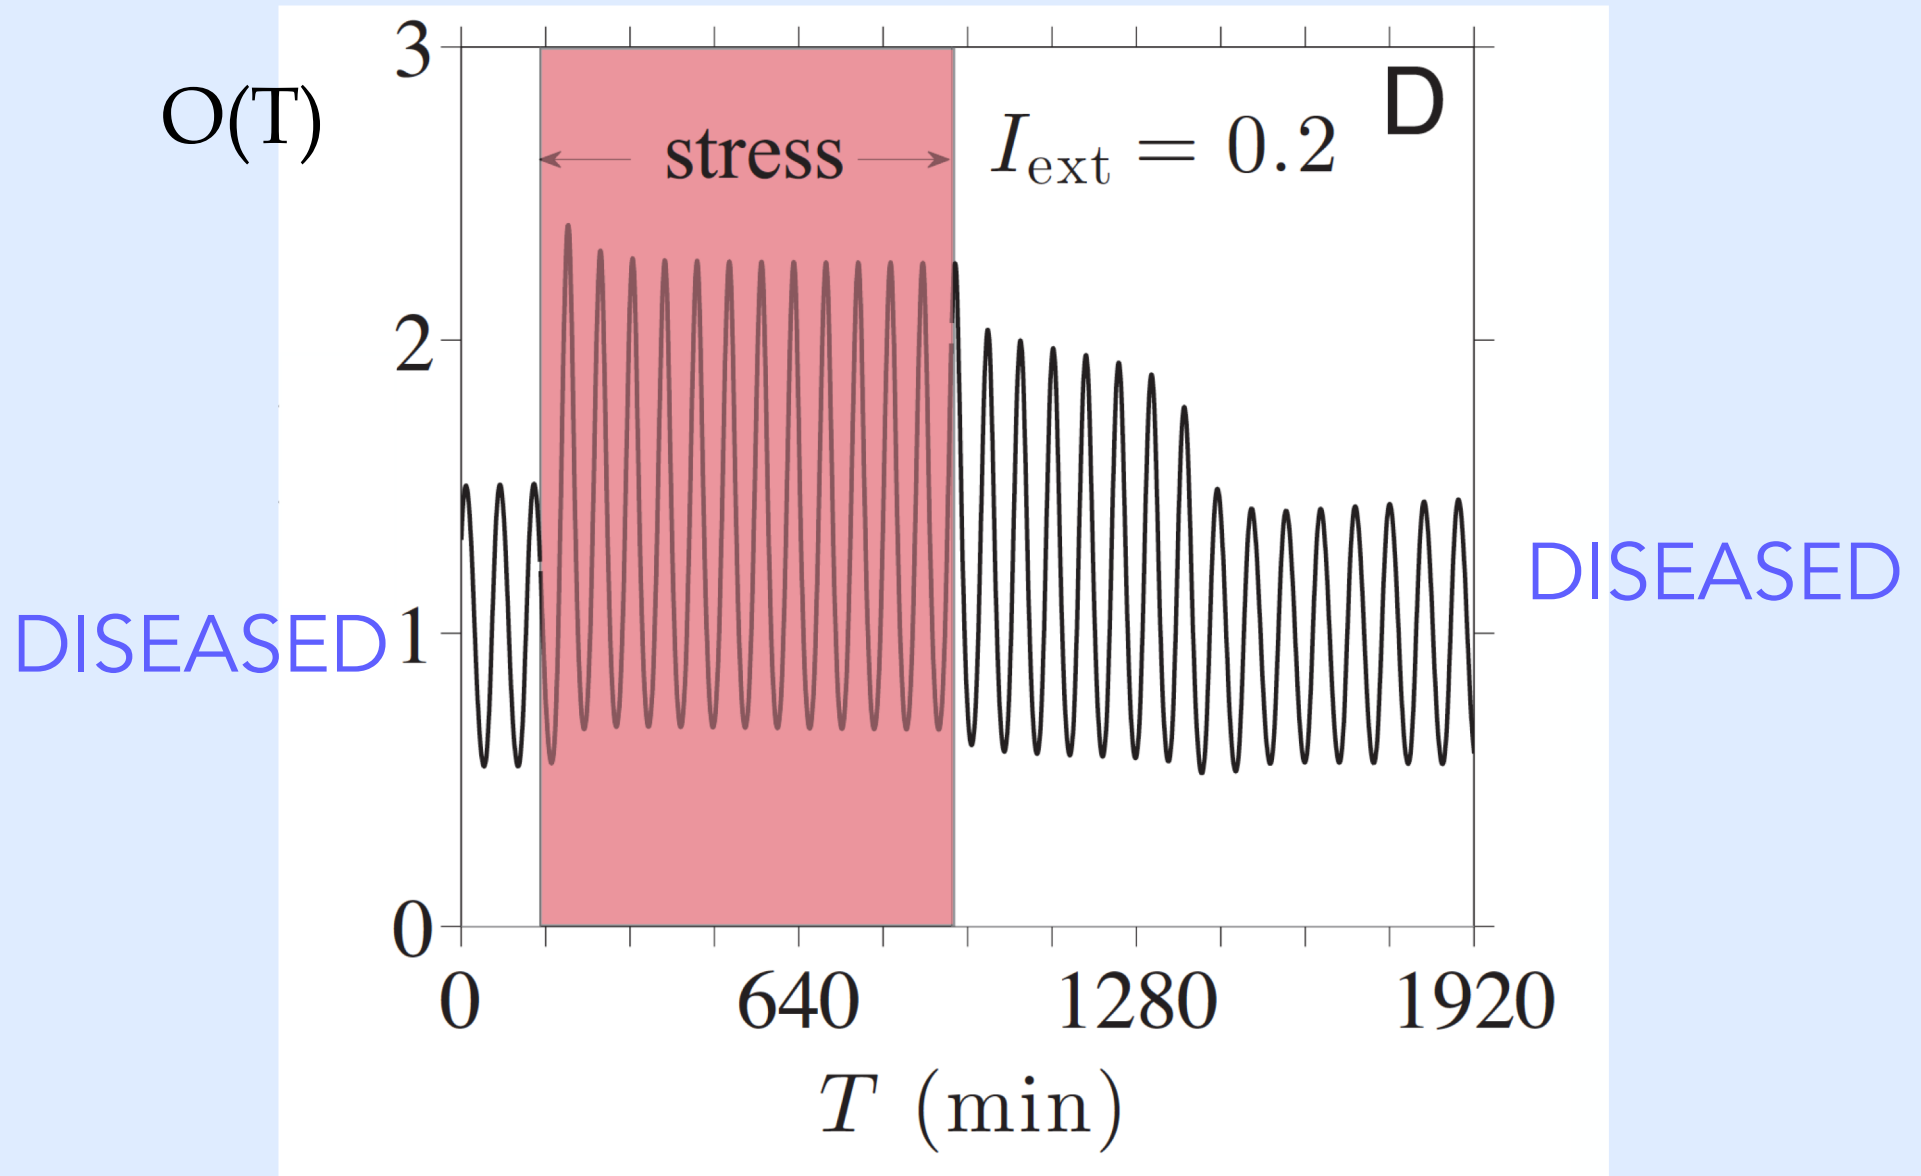 3
D
O(T)
stress
I_ext = 0.2
2
DISEASED
DISEASED
1
0
0 640 1280 1920
T (min)